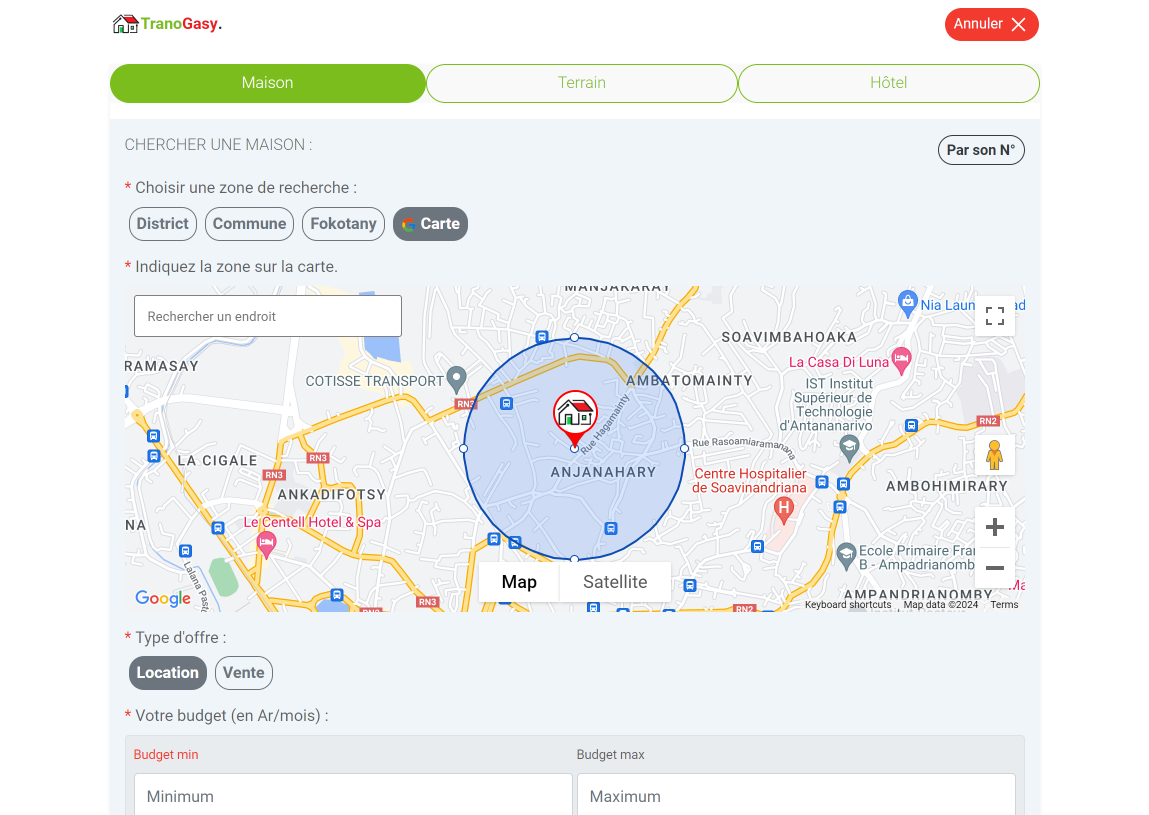 TranoGasy.
Annuler
Maison
Terrain
Hôtel
CHERCHER UNE MAISON :
Par son N°
* Choisir une zone de recherche :
District
Commune
Fokotany
Carte
* Indiquez la zone sur la carte.
MANJAKARAY
Rechercher un endroit
Nia Laun
ad
SOAVIMBAHOAKA
RAMASAY
La Casa Di Luna
COTISSE TRANSPORT
AMBATOMAINTY
IST Institut
Supérieur de
Technologie
d'Antananarivo
RN3
Rue Hagamainty
RN2
Rue Rasoamiaramanana
LA CIGALE
RN3
RN3
ANJANAHARY
Centre Hospitalier
de Soavinandriana
ANKADIFOTSY
AMBOHIMIRARY
NA
Le Centell Hotel & Spa
Ecole Primaire Fra
B - Ampadrianomb
Lalana Pas
Map
Satellite
Ma
AMPANDRIANOMBY
Google
RN3
RN2
Keyboard shortcuts
Map data ©2024
Terms
* Type d'offre :
Location
Vente
* Votre budget (en Ar/mois) :
Budget min
Budget max
Minimum
Maximum